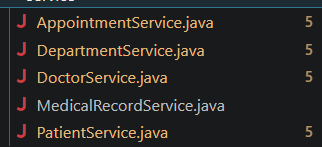 AppointmentService.java 5
DepartmentService.java 5
DoctorService.java 5
MedicalRecordService.java
PatientService.java 5